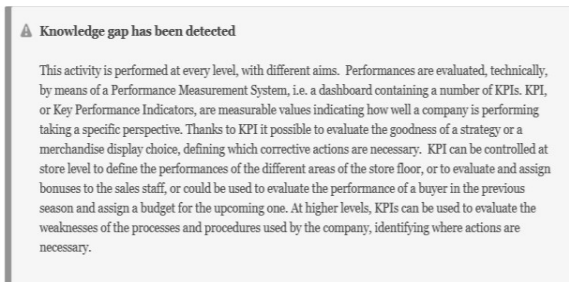 Knowledge gap has been detected
This activity is performed at every level, with different aims. Performances are evaluated, technically,
by means of a Performance Measurement System, i.e. a dashboard containing a number of KPIs. KPI,
or Key Performance Indicators, are measurable values indicating how well a company is performing
taking a specific perspective. Thanks to KPI it possible to evaluate the goodness of a strategy or a
merchandise display choice, defining which corrective actions are necessary. KPI can be controlled at
store level to define the performances of the different areas of the store floor, or to evaluate and assign
bonuses to the sales staff, or could be used to evaluate the performance of a buyer in the previous
season and assign a budget for the upcoming one. At higher levels, KPIs can be used to evaluate the
weaknesses of the processes and procedures used by the company, identifying where actions are
necessary.